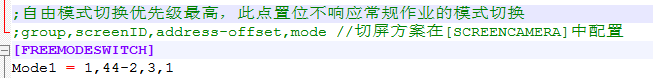 ;自由模式切换优先级最高，此点置位不响应常规作业的模式切换
;group,screenID,address-offset,mode //切屏方案在[SCREENCAMERA]中配置
[FREEMODESWITCH]
Mode1 = 1,44-2,3,1